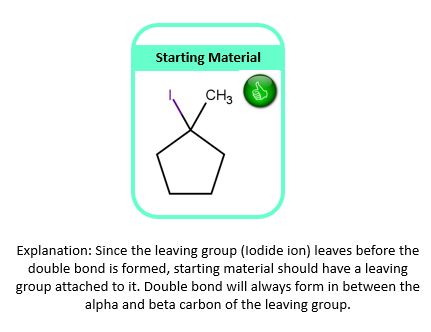 Starting Material
I
CH3
Explanation: Since the leaving group (Iodide ion) leaves before the
double bond is formed, starting material should have a leaving
group attached to it. Double bond will always form in between the
alpha and beta carbon of the leaving group.